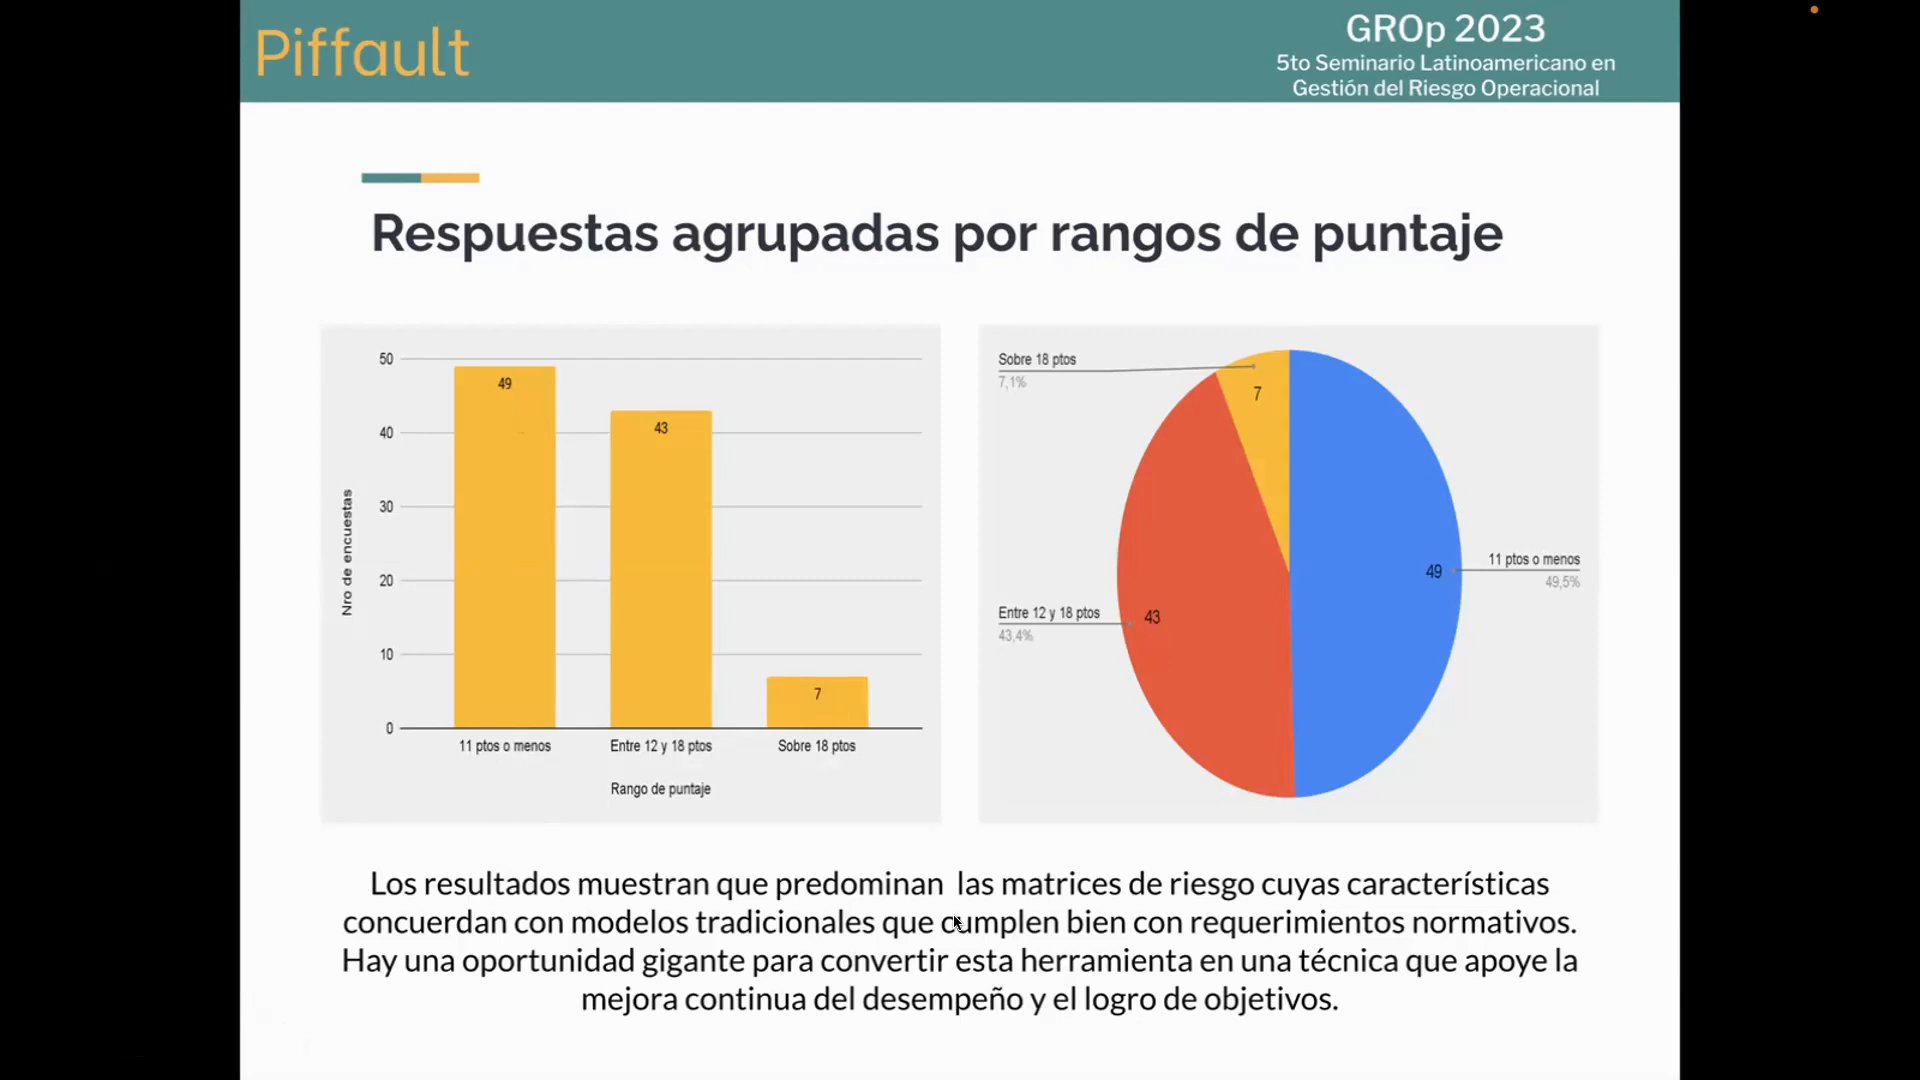 Piffault
GROp 2023
5to Seminario Latinoamericano en
Gestión del Riesgo Operacional
Respuestas agrupadas por rangos de puntaje
Nro de encuestas
50
40
30
20
10
0
49
43
7
11 ptos o menos
Entre 12 y 18 ptos
Sobre 18 ptos
Rango de puntaje
Sobre 18 ptos
7,1%
7
11 ptos o menos
49,5%
49
Entre 12 y 18 ptos
43,4%
43
Los resultados muestran que predominan las matrices de riesgo cuyas características
concuerdan con modelos tradicionales que cumplen bien con requerimientos normativos.
Hay una oportunidad gigante para convertir esta herramienta en una técnica que apoye la
mejora continua del desempeño y el logro de objetivos.